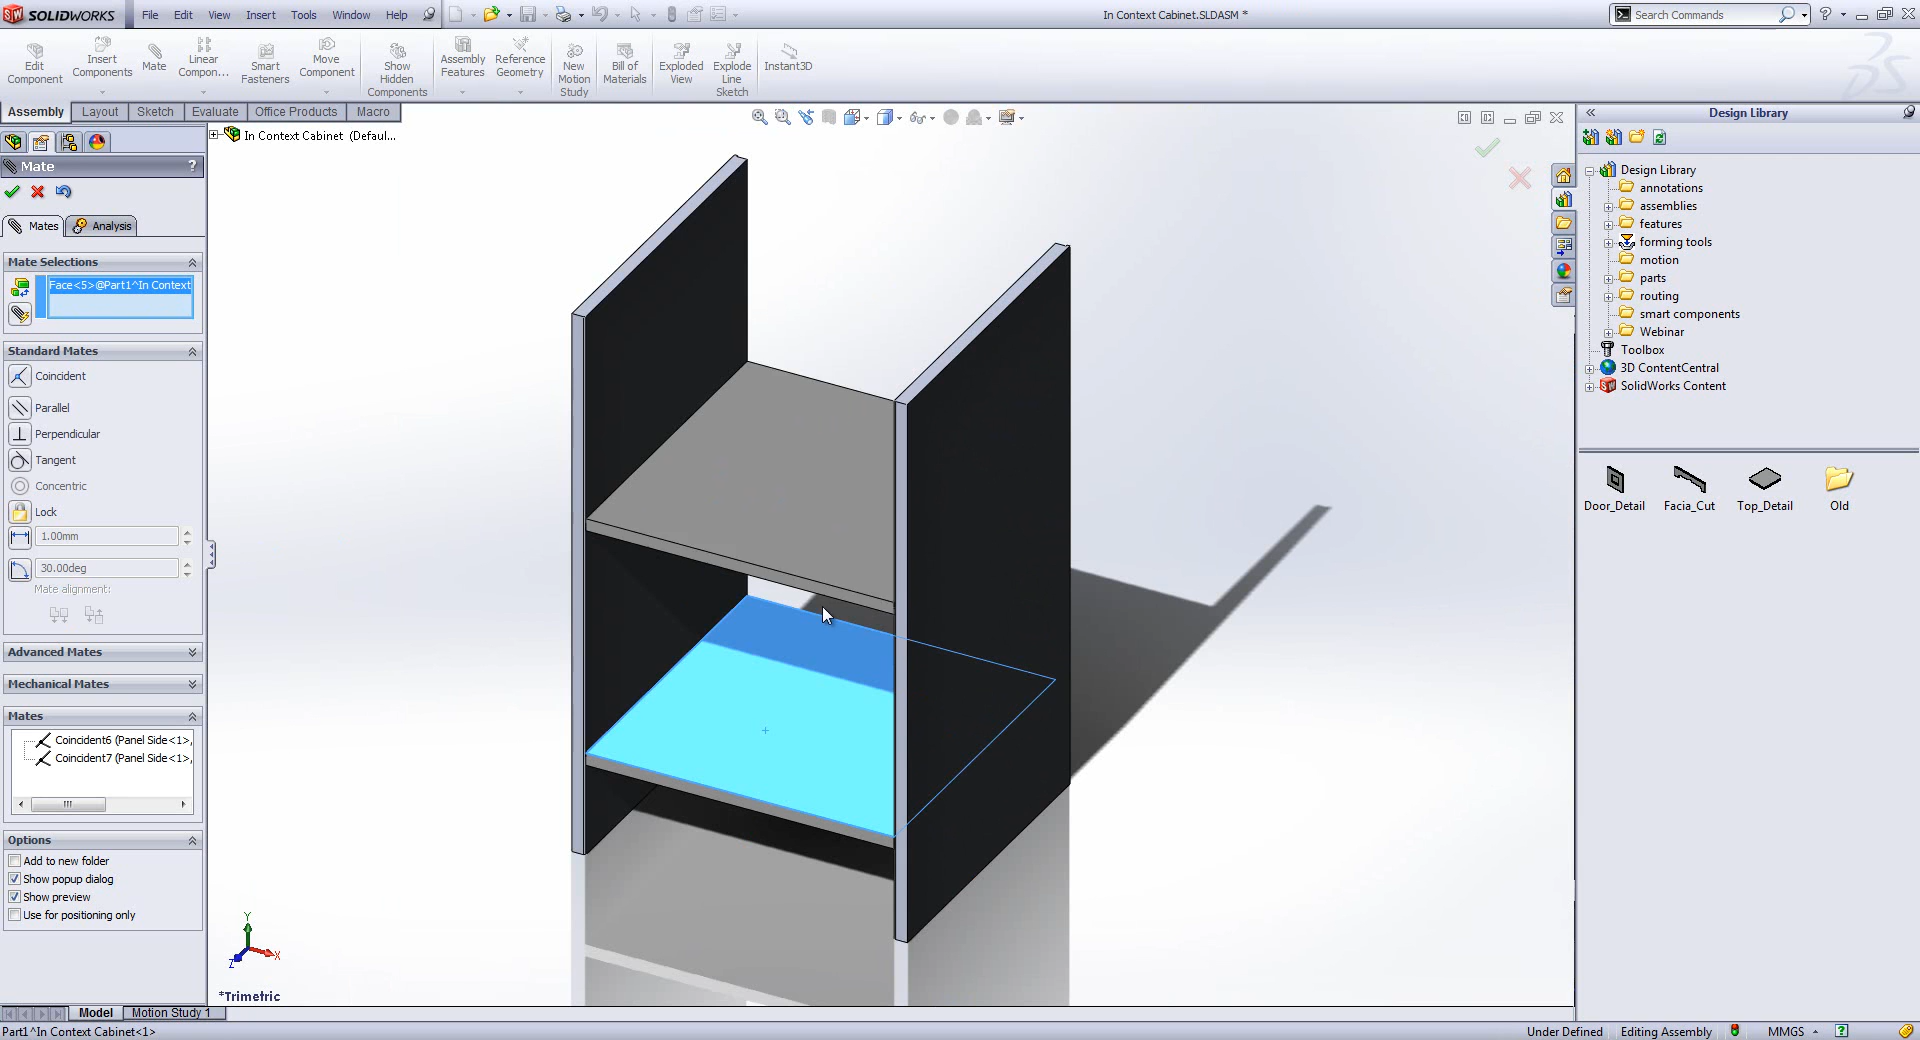 SOLIDWORKS File Edit View Insert Tools Window Help In Context Cabinet.SLDASM * Search Commands
Edit Component
Insert Components
Mate
Linear Compon...
Smart Fasteners
Move Component
Show Hidden Components
Assembly Features
Reference Geometry
New Motion Study
Bill of Materials
Exploded View
Explode Line Sketch
Instant3D
Assembly Layout Sketch Evaluate Office Products Macro
In Context Cabinet (Defaul...
Mate ?
Mates Analysis
Mate Selections
Face<5>@Part1^In Context
Standard Mates
Coincident
Parallel
Perpendicular
Tangent
Concentric
Lock
1.00mm
30.00deg
Mate alignment:
Advanced Mates
Mechanical Mates
Mates
Coincident6 (Panel Side<1>,
Coincident7 (Panel Side<1>,
Options
Add to new folder
Show popup dialog
Show preview
Use for positioning only
Y
X
Z
*Trimetric
Design Library
Design Library
annotations
assemblies
features
forming tools
motion
parts
routing
smart components
Webinar
Toolbox
3D ContentCentral
SolidWorks Content
Door_Detail Facia_Cut Top_Detail Old
Model Motion Study 1
Part1^In Context Cabinet<1> Under Defined Editing Assembly MMGS ?